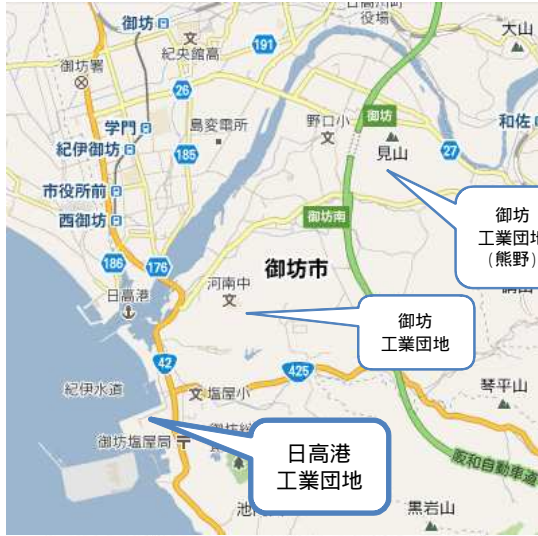 日高川町
役場
大山
御坊
紀央館高
191
御坊署
26
御坊
和佐
学門
島変電所
野口小
紀伊御坊
185
見山
27
市役所前
西御坊
御坊南
御坊
工業団地
(熊野)
186
176
河南中
御坊市
日高港
御坊
工業団地
42
425
紀伊水道
塩屋小
琴平山
御坊塩屋局
日高港
工業団地
阪和自動車道
黒岩山